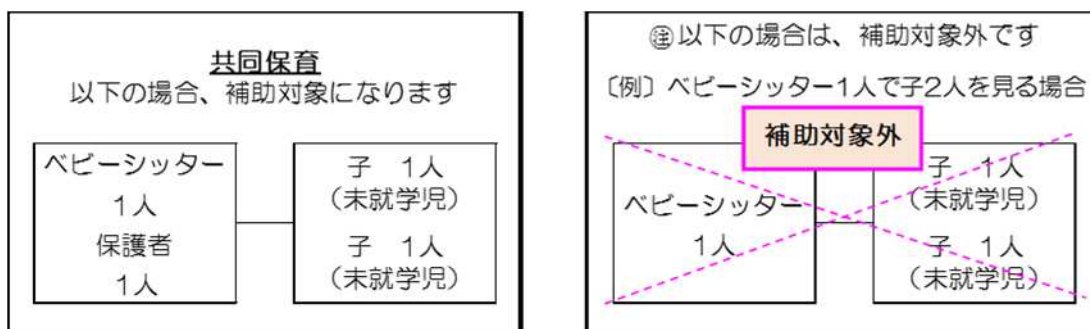 共同保育
以下の場合、補助対象になります
ベビーシッター
1人
保護者
1人
子 1人
（未就学児）
子 1人
（未就学児）
㊟以下の場合は、補助対象外です
〔例〕ベビーシッター1人で子2人を見る場合
補助対象外
ベビーシッター
1人
子 1人
（未就学児）
子 1人
（未就学児）